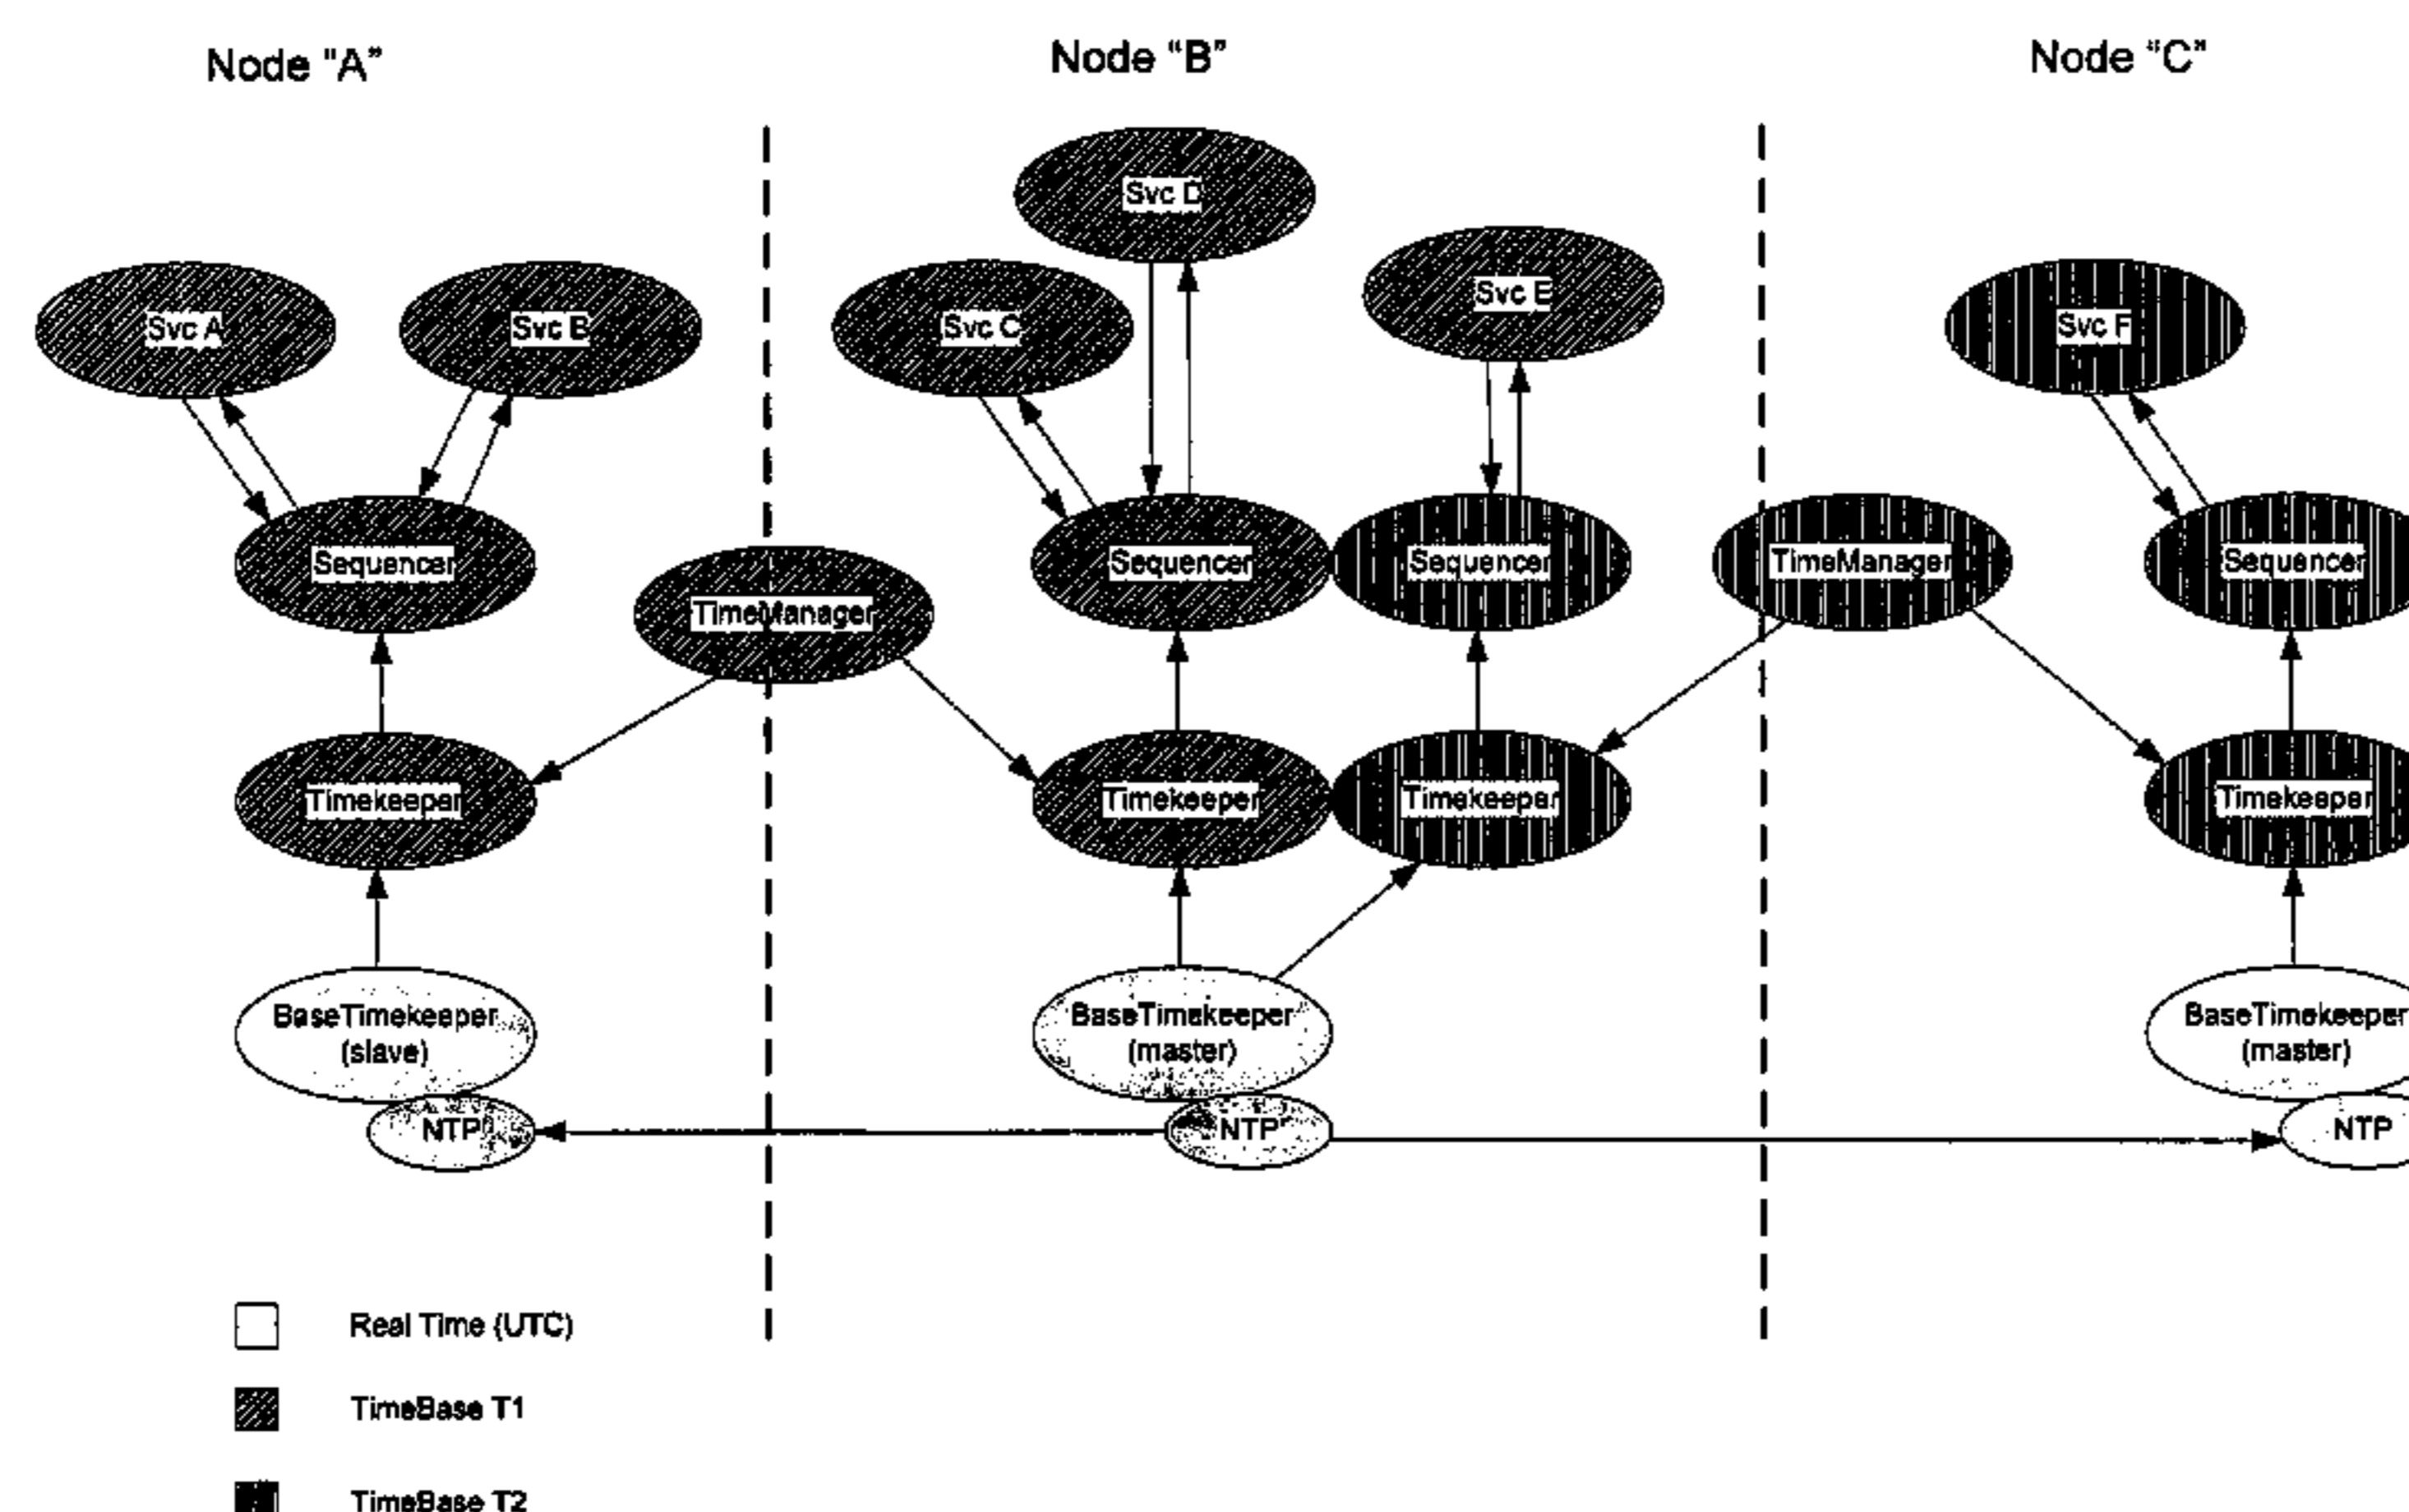 Node "A"
Node “B”
Node “C”
Svc D
Svc E
Svc A
Svc B
Svc C
Svc F
Sequencer
Sequencer
Sequencer
TimeManager
Sequencer
TimeManager
Timekeeper
Timekeeper
Timekeeper
Timekeeper
BaseTimekeeper
(slave)
BaseTimekeeper
(master)
BaseTimekeeper
(master)
NTP
NTP
NTP
Real Time (UTC)
TimeBase T1
TimeBase T2